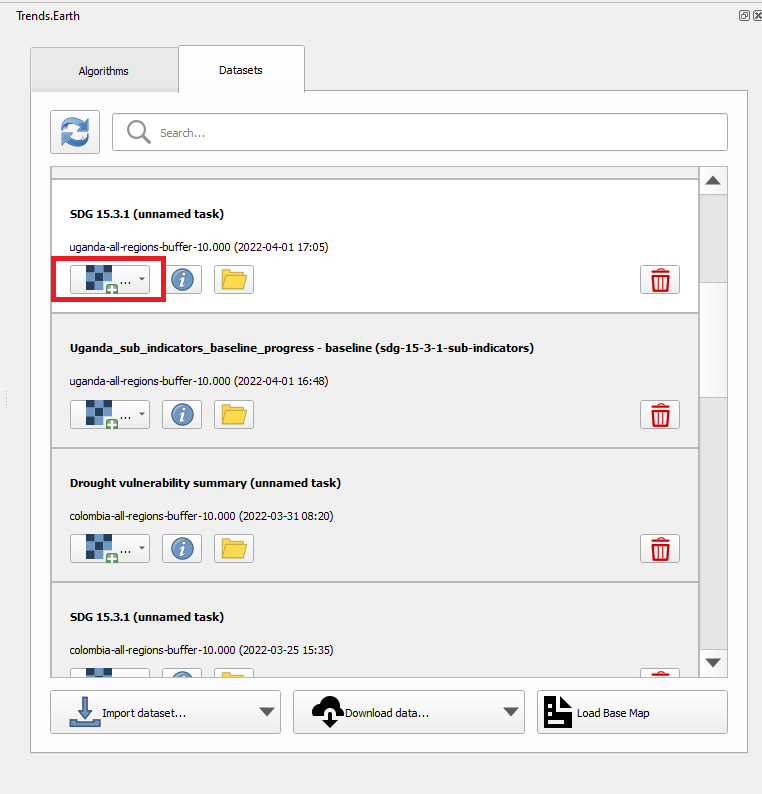 Trends.Earth
Algorithms
Datasets
Search...
SDG 15.3.1 (unnamed task)
uganda-all-regions-buffer-10.000 (2022-04-01 17:05)
...
Uganda_sub_indicators_baseline_progress - baseline (sdg-15-3-1-sub-indicators)
uganda-all-regions-buffer-10.000 (2022-04-01 16:48)
...
Drought vulnerability summary (unnamed task)
colombia-all-regions-buffer-10.000 (2022-03-31 08:20)
...
SDG 15.3.1 (unnamed task)
colombia-all-regions-buffer-10.000 (2022-03-25 15:35)
Import dataset...
Download data...
Load Base Map